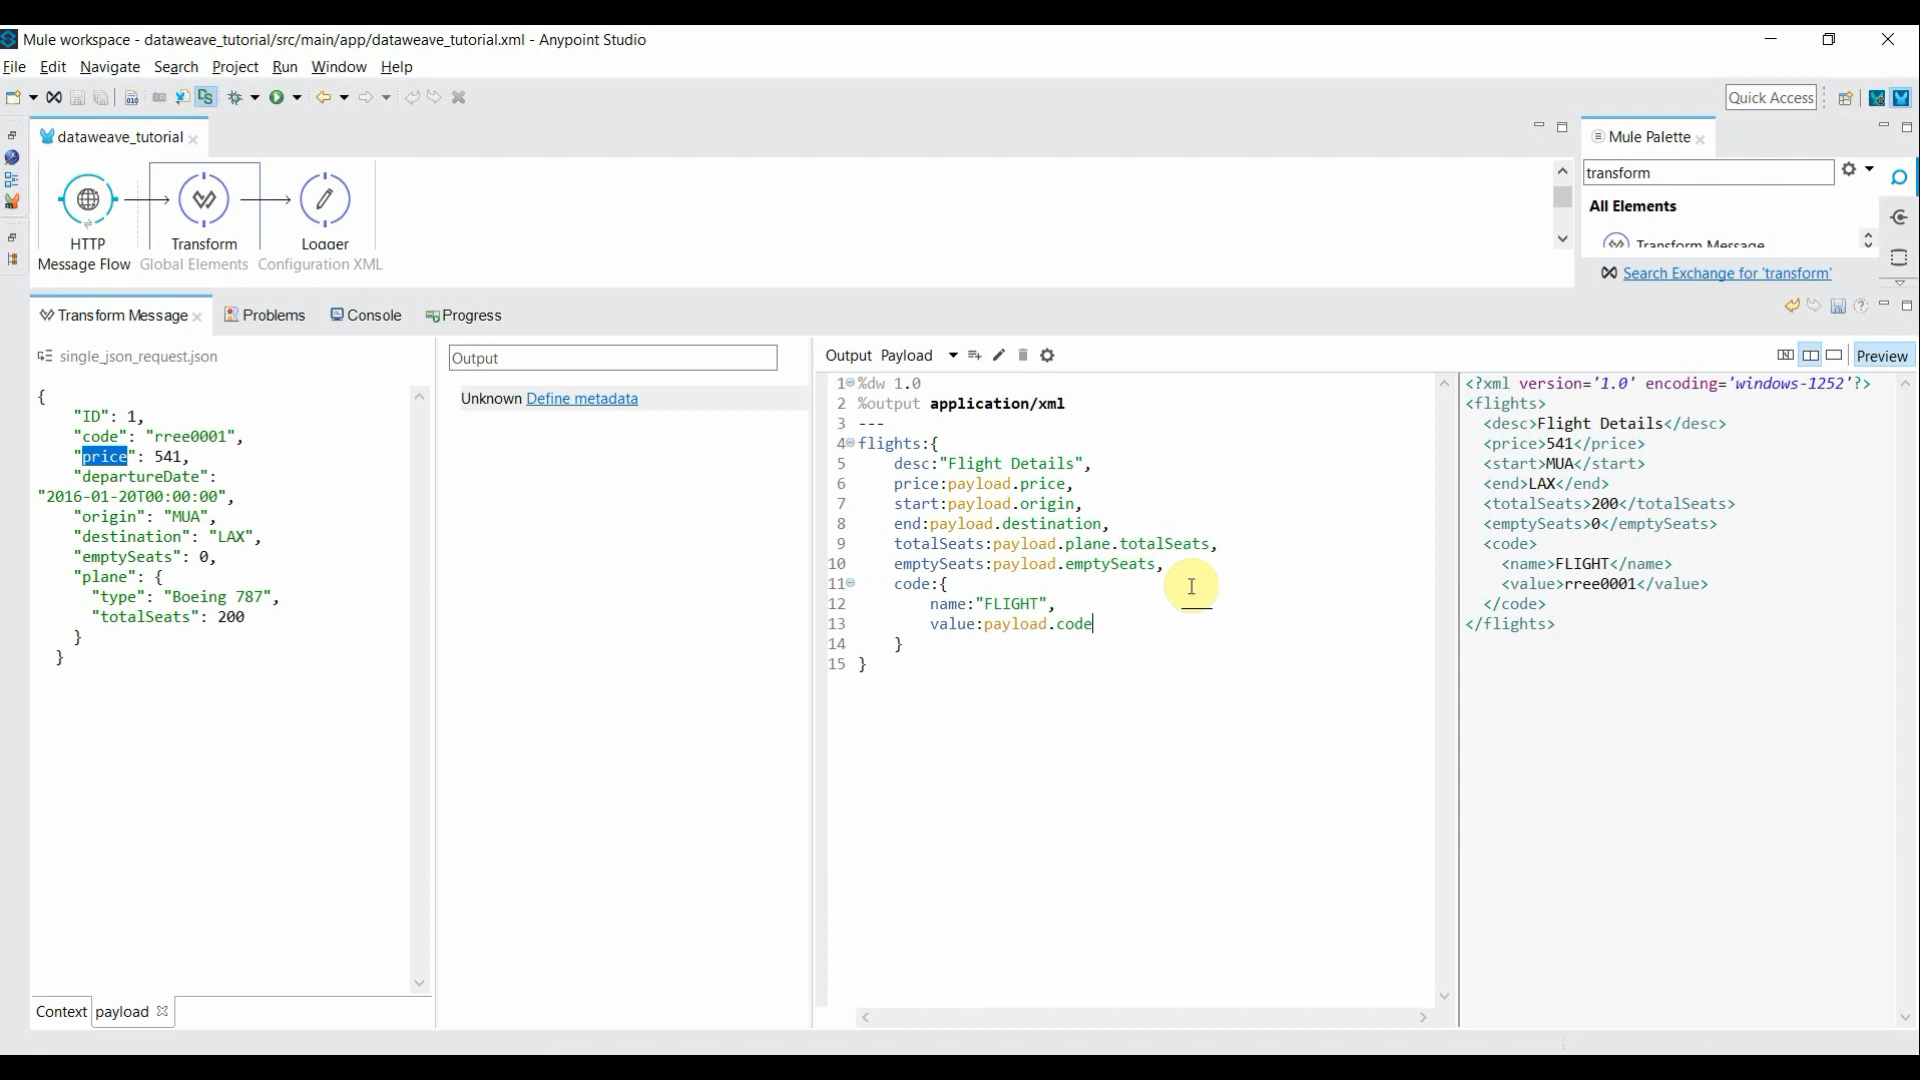 Mule workspace - dataweave_tutorial/src/main/app/dataweave_tutorial.xml - Anypoint Studio
File Edit Navigate Search Project Run Window Help
Quick Access
dataweave_tutorial
Mule Palette
transform
All Elements
Transform Message
Search Exchange for 'transform'
HTTP
Transform
Logger
Message Flow Global Elements Configuration XML
Transform Message Problems Console Progress
single_json_request.json
{
"ID": 1,
"code": "rree0001",
"price": 541,
"departureDate":
"2016-01-20T00:00:00",
"origin": "MUA",
"destination": "LAX",
"emptySeats": 0,
"plane": {
"type": "Boeing 787",
"totalSeats": 200
}
}
Context payload
Output
Unknown Define metadata
Output Payload
Preview
1 %dw 1.0
2 %output application/xml
3 ---
4 flights:{
5 desc:"Flight Details",
6 price:payload.price,
7 start:payload.origin,
8 end:payload.destination,
9 totalSeats:payload.plane.totalSeats,
10 emptySeats:payload.emptySeats,
11 code:{
12 name:"FLIGHT",
13 value:payload.code
14 }
15 }
<?xml version='1.0' encoding='windows-1252'?>
<flights>
<desc>Flight Details</desc>
<price>541</price>
<start>MUA</start>
<end>LAX</end>
<totalSeats>200</totalSeats>
<emptySeats>0</emptySeats>
<code>
<name>FLIGHT</name>
<value>rree0001</value>
</code>
</flights>